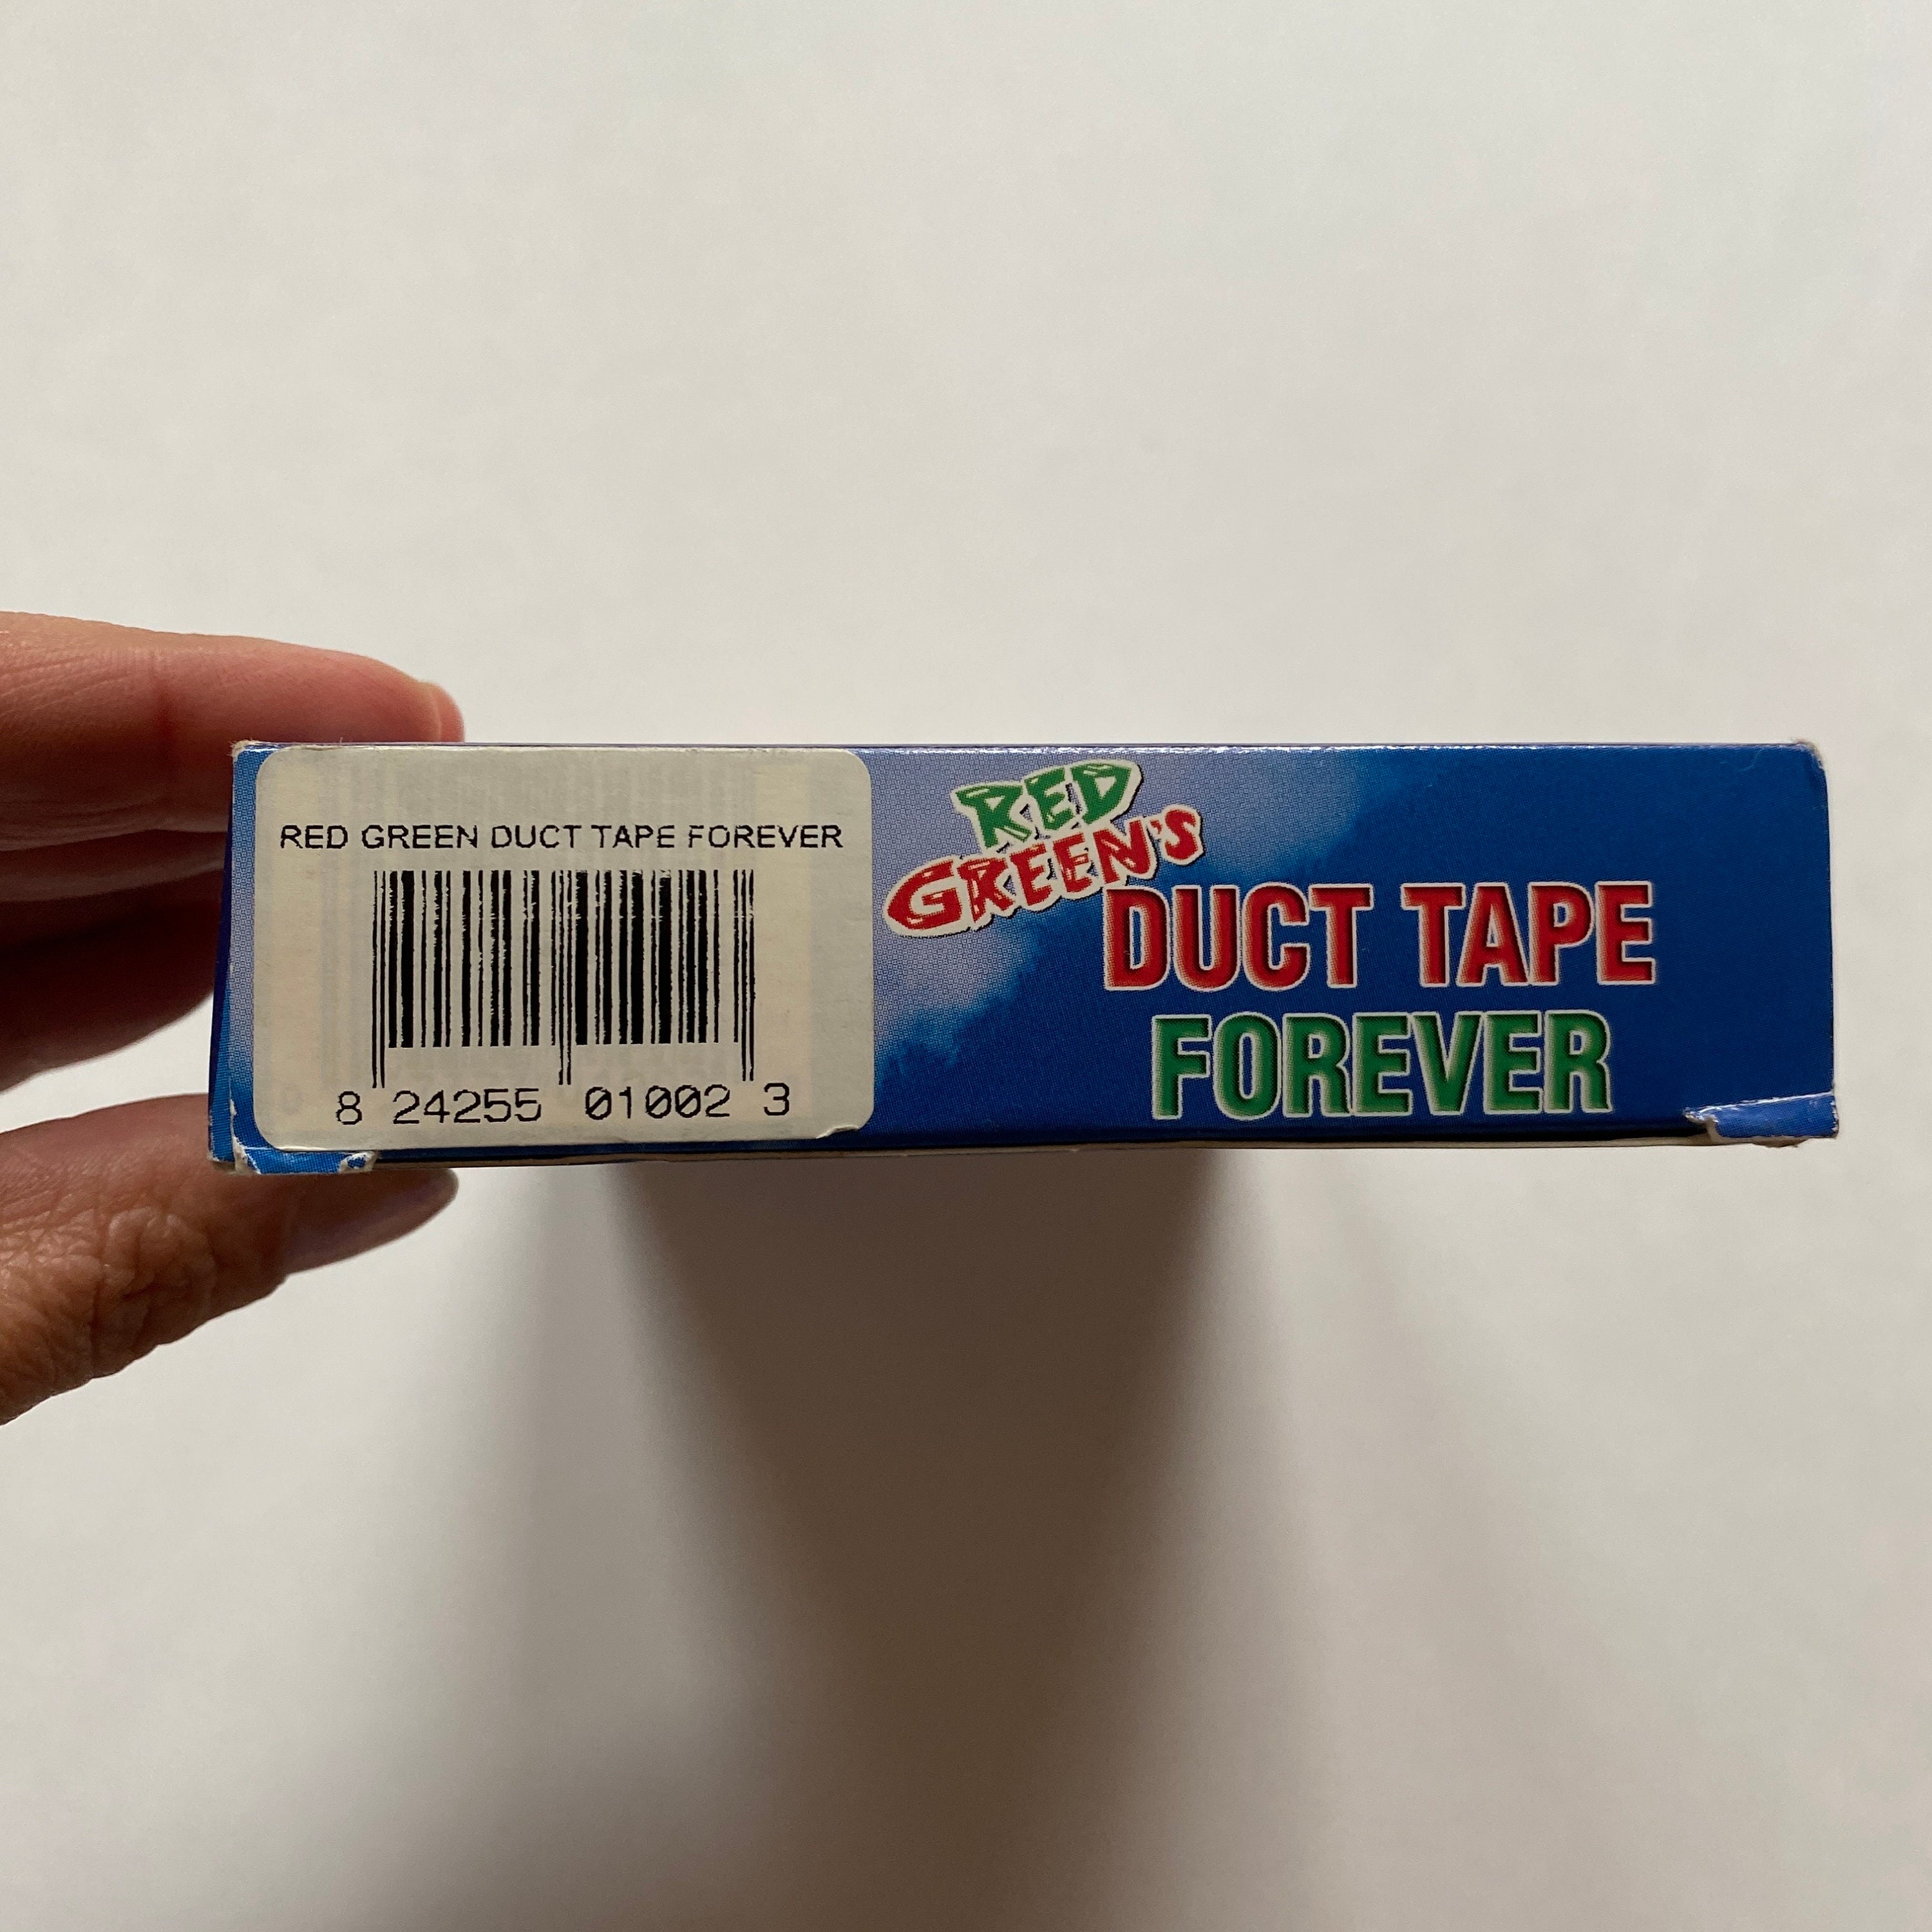 RED GREEN DUCT TAPE FOREVER
8 24255 01002 3
RED
GREEN'S
DUCT TAPE
FOREVER